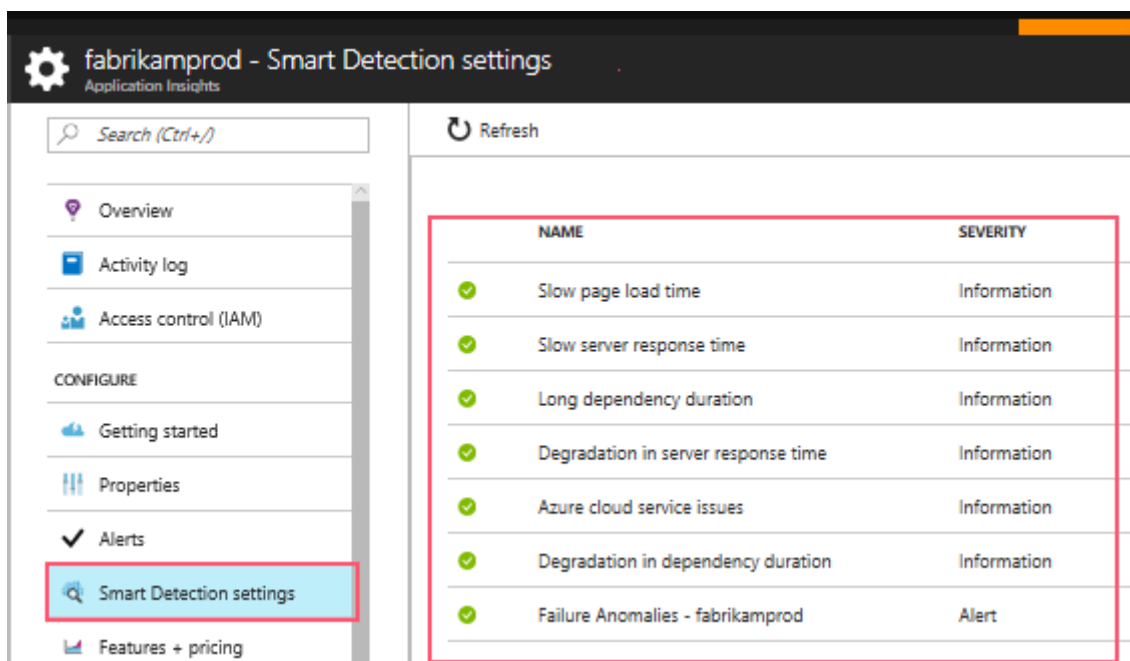 fabrikamprod - Smart Detection settings
Application Insights
Search (Ctrl+/)
Overview
Activity log
Access control (IAM)
CONFIGURE
Getting started
Properties
Alerts
Smart Detection settings
Features + pricing
Refresh
NAME SEVERITY
Slow page load time Information
Slow server response time Information
Long dependency duration Information
Degradation in server response time Information
Azure cloud service issues Information
Degradation in dependency duration Information
Failure Anomalies - fabrikamprod Alert